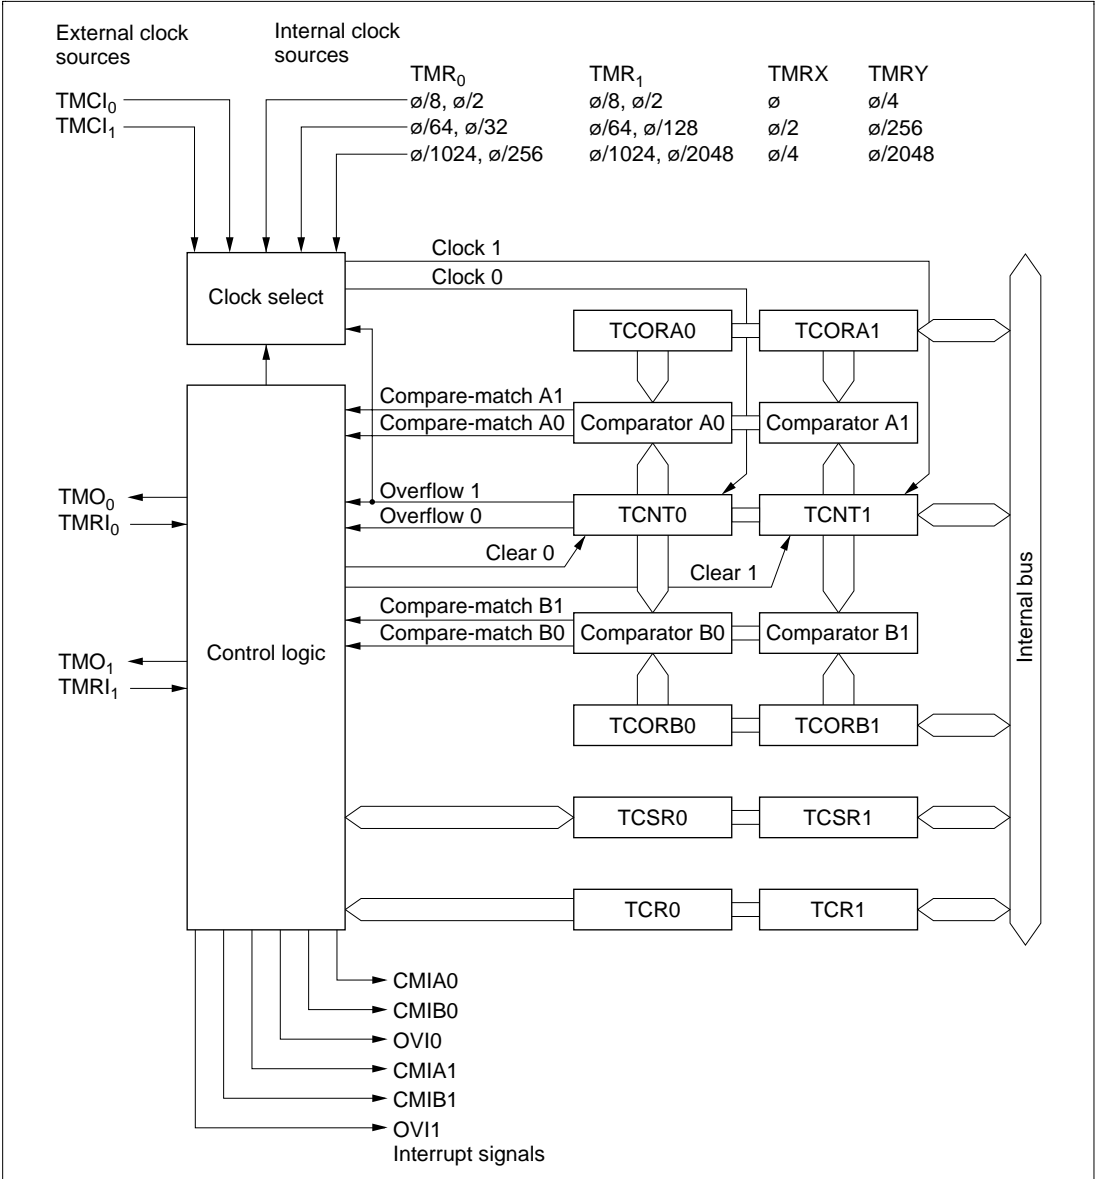 External clock
sources
Internal clock
sources
TMR0 TMR1 TMRX TMRY
TMCI0 ø/8, ø/2 ø/8, ø/2 ø ø/4
TMCI1 ø/64, ø/32 ø/64, ø/128 ø/2 ø/256
ø/1024, ø/256 ø/1024, ø/2048 ø/4 ø/2048
Clock 1
Clock 0
Clock select
TCORA0 TCORA1
Compare-match A1
Compare-match A0
Comparator A0 Comparator A1
TMO0
TMRI0
Overflow 1
Overflow 0
TCNT0 TCNT1
Clear 0
Clear 1
Compare-match B1
Compare-match B0
Comparator B0 Comparator B1
Control logic
TMO1
TMRI1
Internal bus
TCORB0 TCORB1
TCSR0 TCSR1
TCR0 TCR1
CMIA0
CMIB0
OVI0
CMIA1
CMIB1
OVI1
Interrupt signals